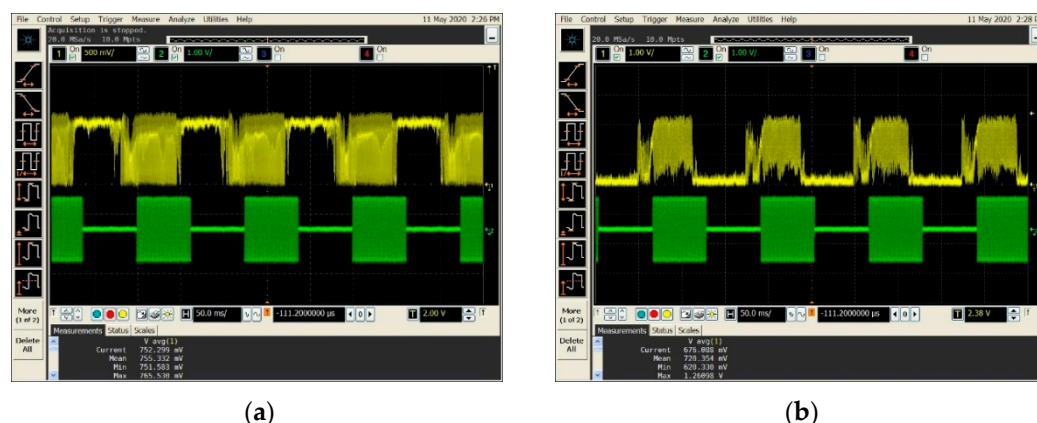 File Control Setup Trigger Measure Analyze Utilities Help 11 May 2020 2:26 PM
Acquisition is stopped.
20.0 MSa/s 10.0 Mpts
1 On 500 mV/ 2 On 1.00 V/ 3 On 4 On
More
(1 of 2)
Delete
All
H 50.0 ms/ -111.2000000 µs 0 T 2.00 V
Measurements Status Scales
V avg(1)
Current 752.299 mV
Mean 755.332 mV
Min 751.583 mV
Max 765.530 mV
(a)
File Control Setup Trigger Measure Analyze Utilities Help 11 May 2020 2:28
20.0 MSa/s 10.0 Mpts
1 On 1.00 V/ 2 On 1.00 V/ 3 On 4 On
More
(1 of 2)
Delete
All
H 50.0 ms/ -111.2000000 µs 0 T 2.38 V
Measurements Status Scales
V avg(1)
Current 676.088 mV
Mean 720.354 mV
Min 620.330 mV
Max 1.26098 V
(b)